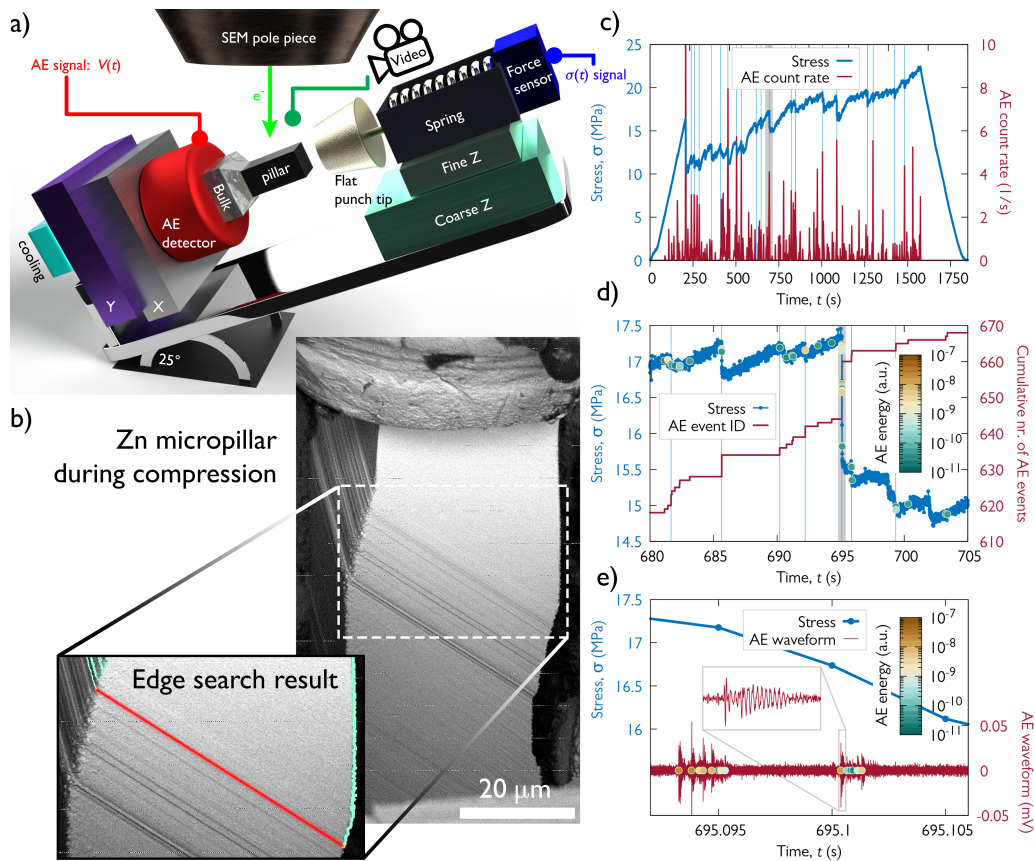 a)
SEM pole piece
AE signal: V(t)
e-
Video
Force
sensor
σ(t) signal
Spring
Fine Z
Coarse Z
Flat
punch tip
pillar
Bulk
AE
detector
cooling
Y
X
25°
b)
Zn micropillar
during compression
Edge search result
20 μm
c)
Stress
AE count rate
Stress, σ (MPa)
25
20
15
10
5
0
AE count rate (1/s)
10
8
6
4
2
0
0 250 500 750 1000 1250 1500 1750
Time, t (s)
d)
Stress
AE event ID
Stress, σ (MPa)
17.5
17
16.5
16
15.5
15
14.5
AE energy (a.u.)
10-7
10-8
10-9
10-10
10-11
Cumulative nr. of AE
events
670
660
650
640
630
620
610
680 685 690 695 700 705
Time, t (s)
e)
Stress
AE waveform
Stress, σ (MPa)
17.5
17
16.5
16
AE energy (a.u.)
10-7
10-8
10-9
10-10
10-11
AE waveform (mV)
0.05
0
-0.05
695.095 695.1 695.105
Time, t (s)